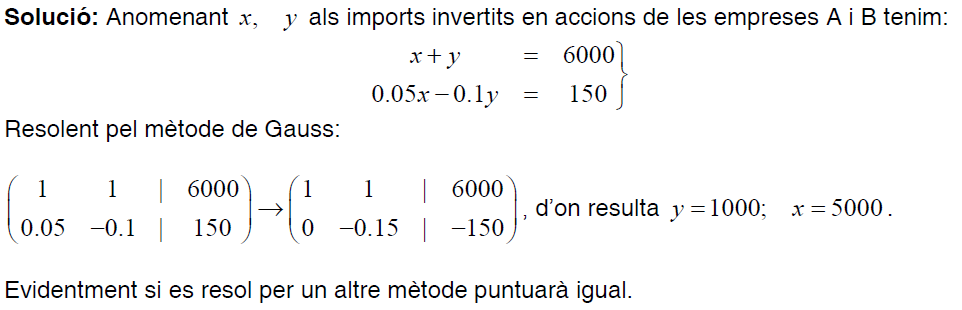 Solució: Anomenant x, y als imports invertits en accions de les empreses A i B tenim:
x + y = 6000
0.05x − 0.1y = 150
Resolent pel mètode de Gauss:
( 1 1 | 6000 ) → ( 1 1 | 6000 )
( 0.05 −0.1 | 150 ) ( 0 −0.15 | −150 ) , d'on resulta y = 1000; x = 5000.
Evidentment si es resol per un altre mètode puntuarà igual.